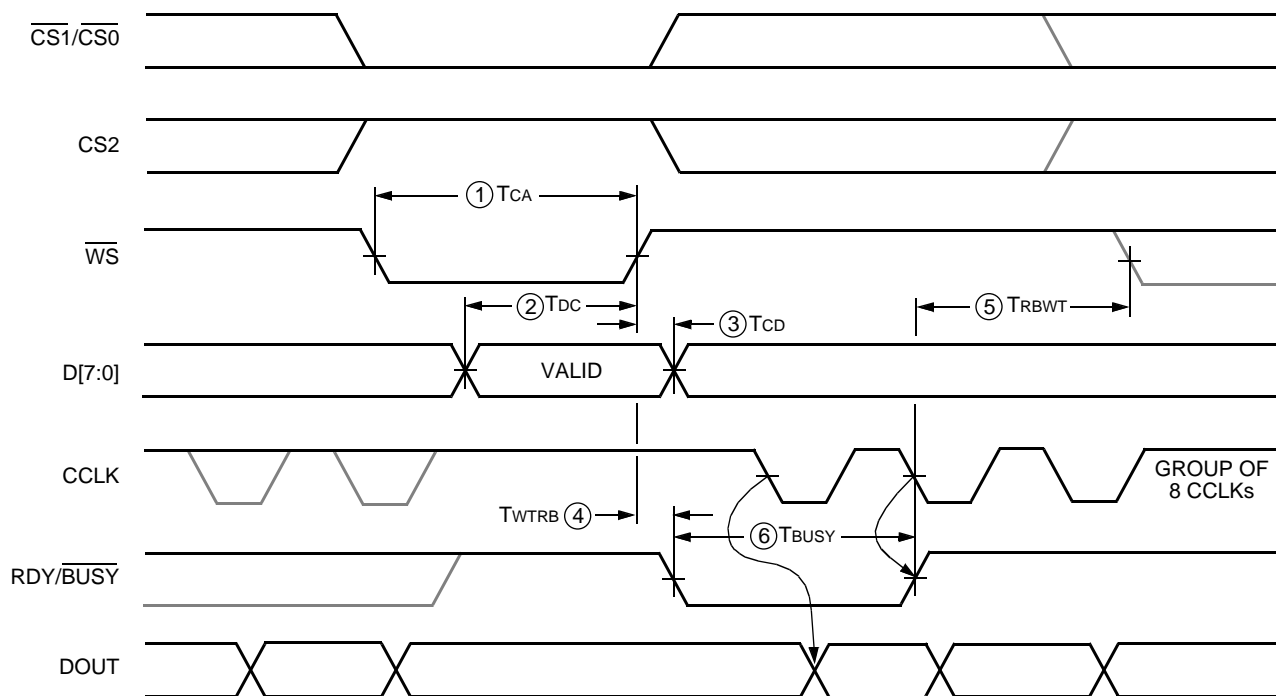 CS1/CS0
CS2
① TCA
WS
② TDC
⑤ TRBWT
③ TCD
D[7:0]
VALID
CCLK
GROUP OF
8 CCLKs
TWTRB ④
⑥ TBUSY
RDY/BUSY
DOUT